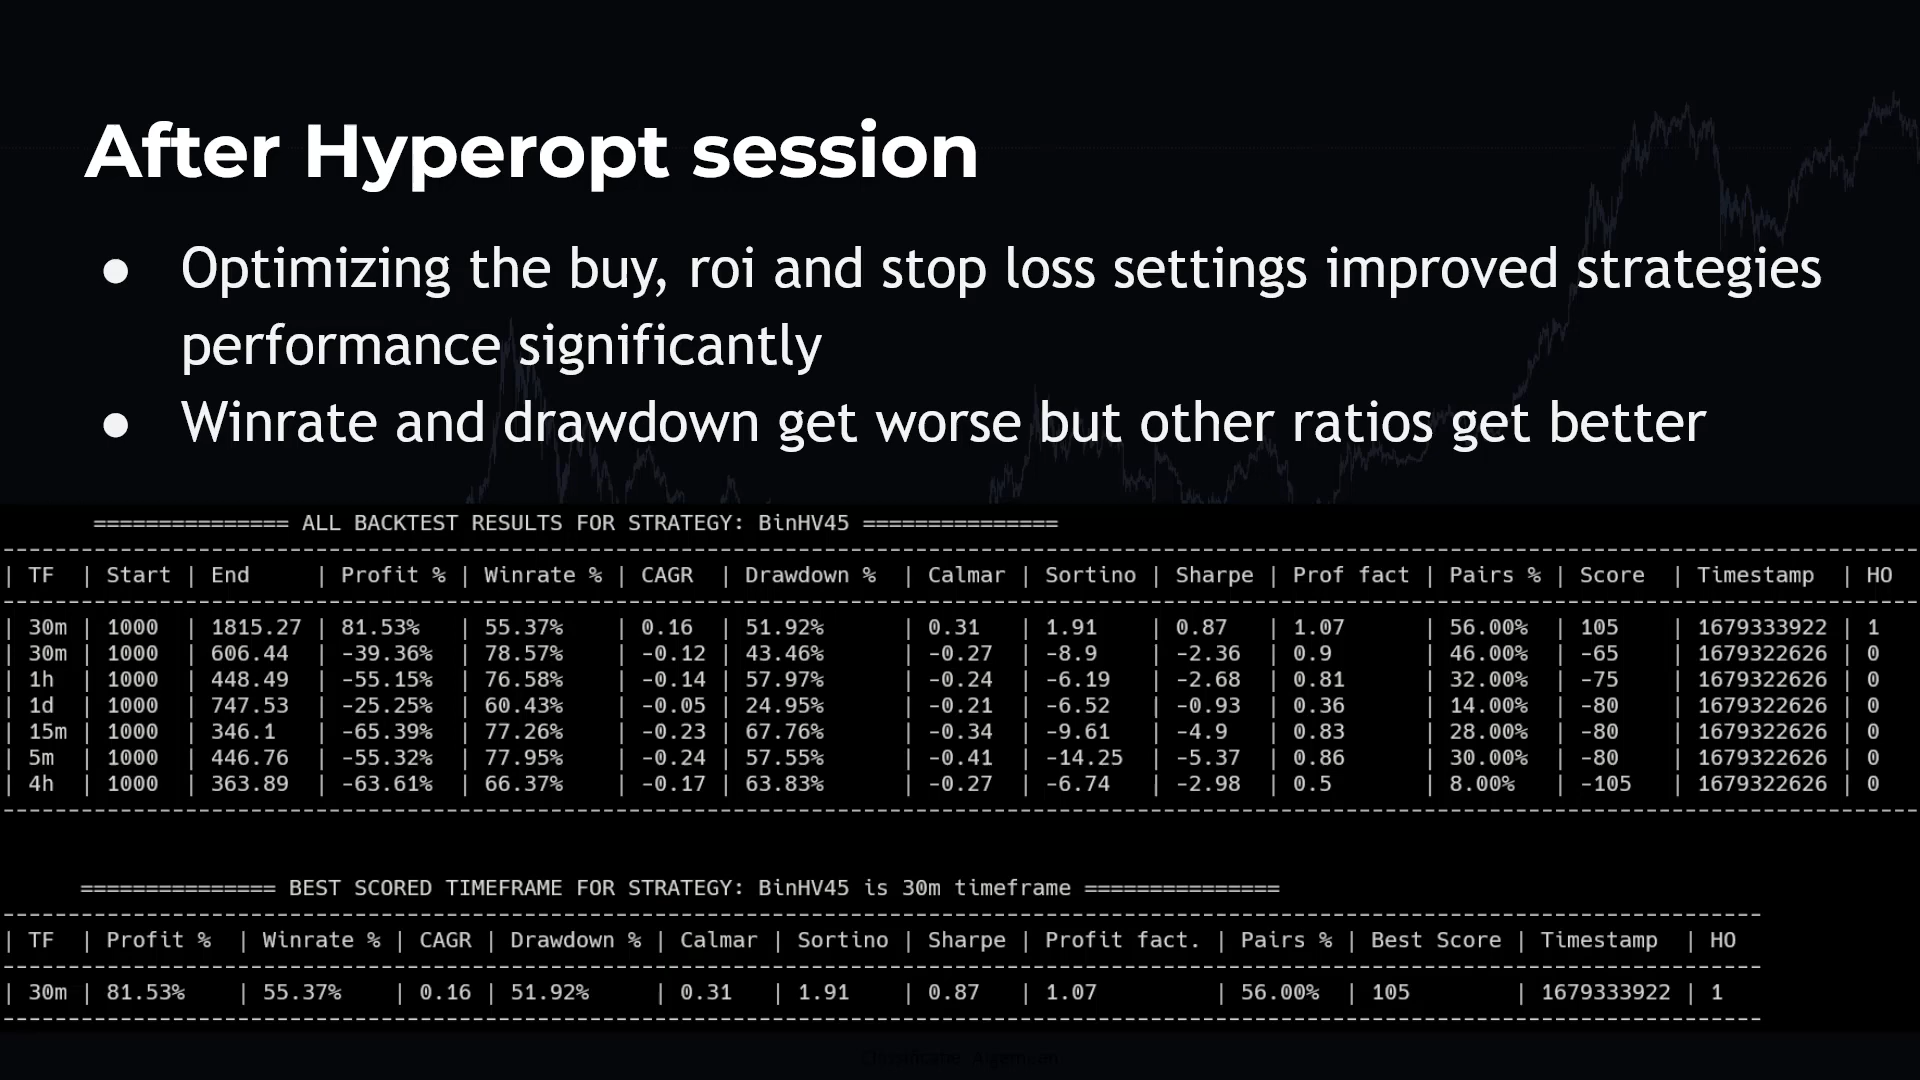 After Hyperopt session
● Optimizing the buy, roi and stop loss settings improved strategies
performance significantly
● Winrate and drawdown get worse but other ratios get better
=============== ALL BACKTEST RESULTS FOR STRATEGY: BinHV45 ===============
| TF | Start | End | Profit % | Winrate % | CAGR | Drawdown % | Calmar | Sortino | Sharpe | Prof fact | Pairs % | Score | Timestamp | HO
| 30m | 1000 | 1815.27 | 81.53% | 55.37% | 0.16 | 51.92% | 0.31 | 1.91 | 0.87 | 1.07 | 56.00% | 105 | 1679333922 | 1
| 30m | 1000 | 606.44 | -39.36% | 78.57% | -0.12 | 43.46% | -0.27 | -8.9 | -2.36 | 0.9 | 46.00% | -65 | 1679322626 | 0
| 1h | 1000 | 448.49 | -55.15% | 76.58% | -0.14 | 57.97% | -0.24 | -6.19 | -2.68 | 0.81 | 32.00% | -75 | 1679322626 | 0
| 1d | 1000 | 747.53 | -25.25% | 60.43% | -0.05 | 24.95% | -0.21 | -6.52 | -0.93 | 0.36 | 14.00% | -80 | 1679322626 | 0
| 15m | 1000 | 346.1 | -65.39% | 77.26% | -0.23 | 67.76% | -0.34 | -9.61 | -4.9 | 0.83 | 28.00% | -80 | 1679322626 | 0
| 5m | 1000 | 446.76 | -55.32% | 77.95% | -0.24 | 57.55% | -0.41 | -14.25 | -5.37 | 0.86 | 30.00% | -80 | 1679322626 | 0
| 4h | 1000 | 363.89 | -63.61% | 66.37% | -0.17 | 63.83% | -0.27 | -6.74 | -2.98 | 0.5 | 8.00% | -105 | 1679322626 | 0
=============== BEST SCORED TIMEFRAME FOR STRATEGY: BinHV45 is 30m timeframe ===============
| TF | Profit % | Winrate % | CAGR | Drawdown % | Calmar | Sortino | Sharpe | Profit fact. | Pairs % | Best Score | Timestamp | HO
| 30m | 81.53% | 55.37% | 0.16 | 51.92% | 0.31 | 1.91 | 0.87 | 1.07 | 56.00% | 105 | 1679333922 | 1